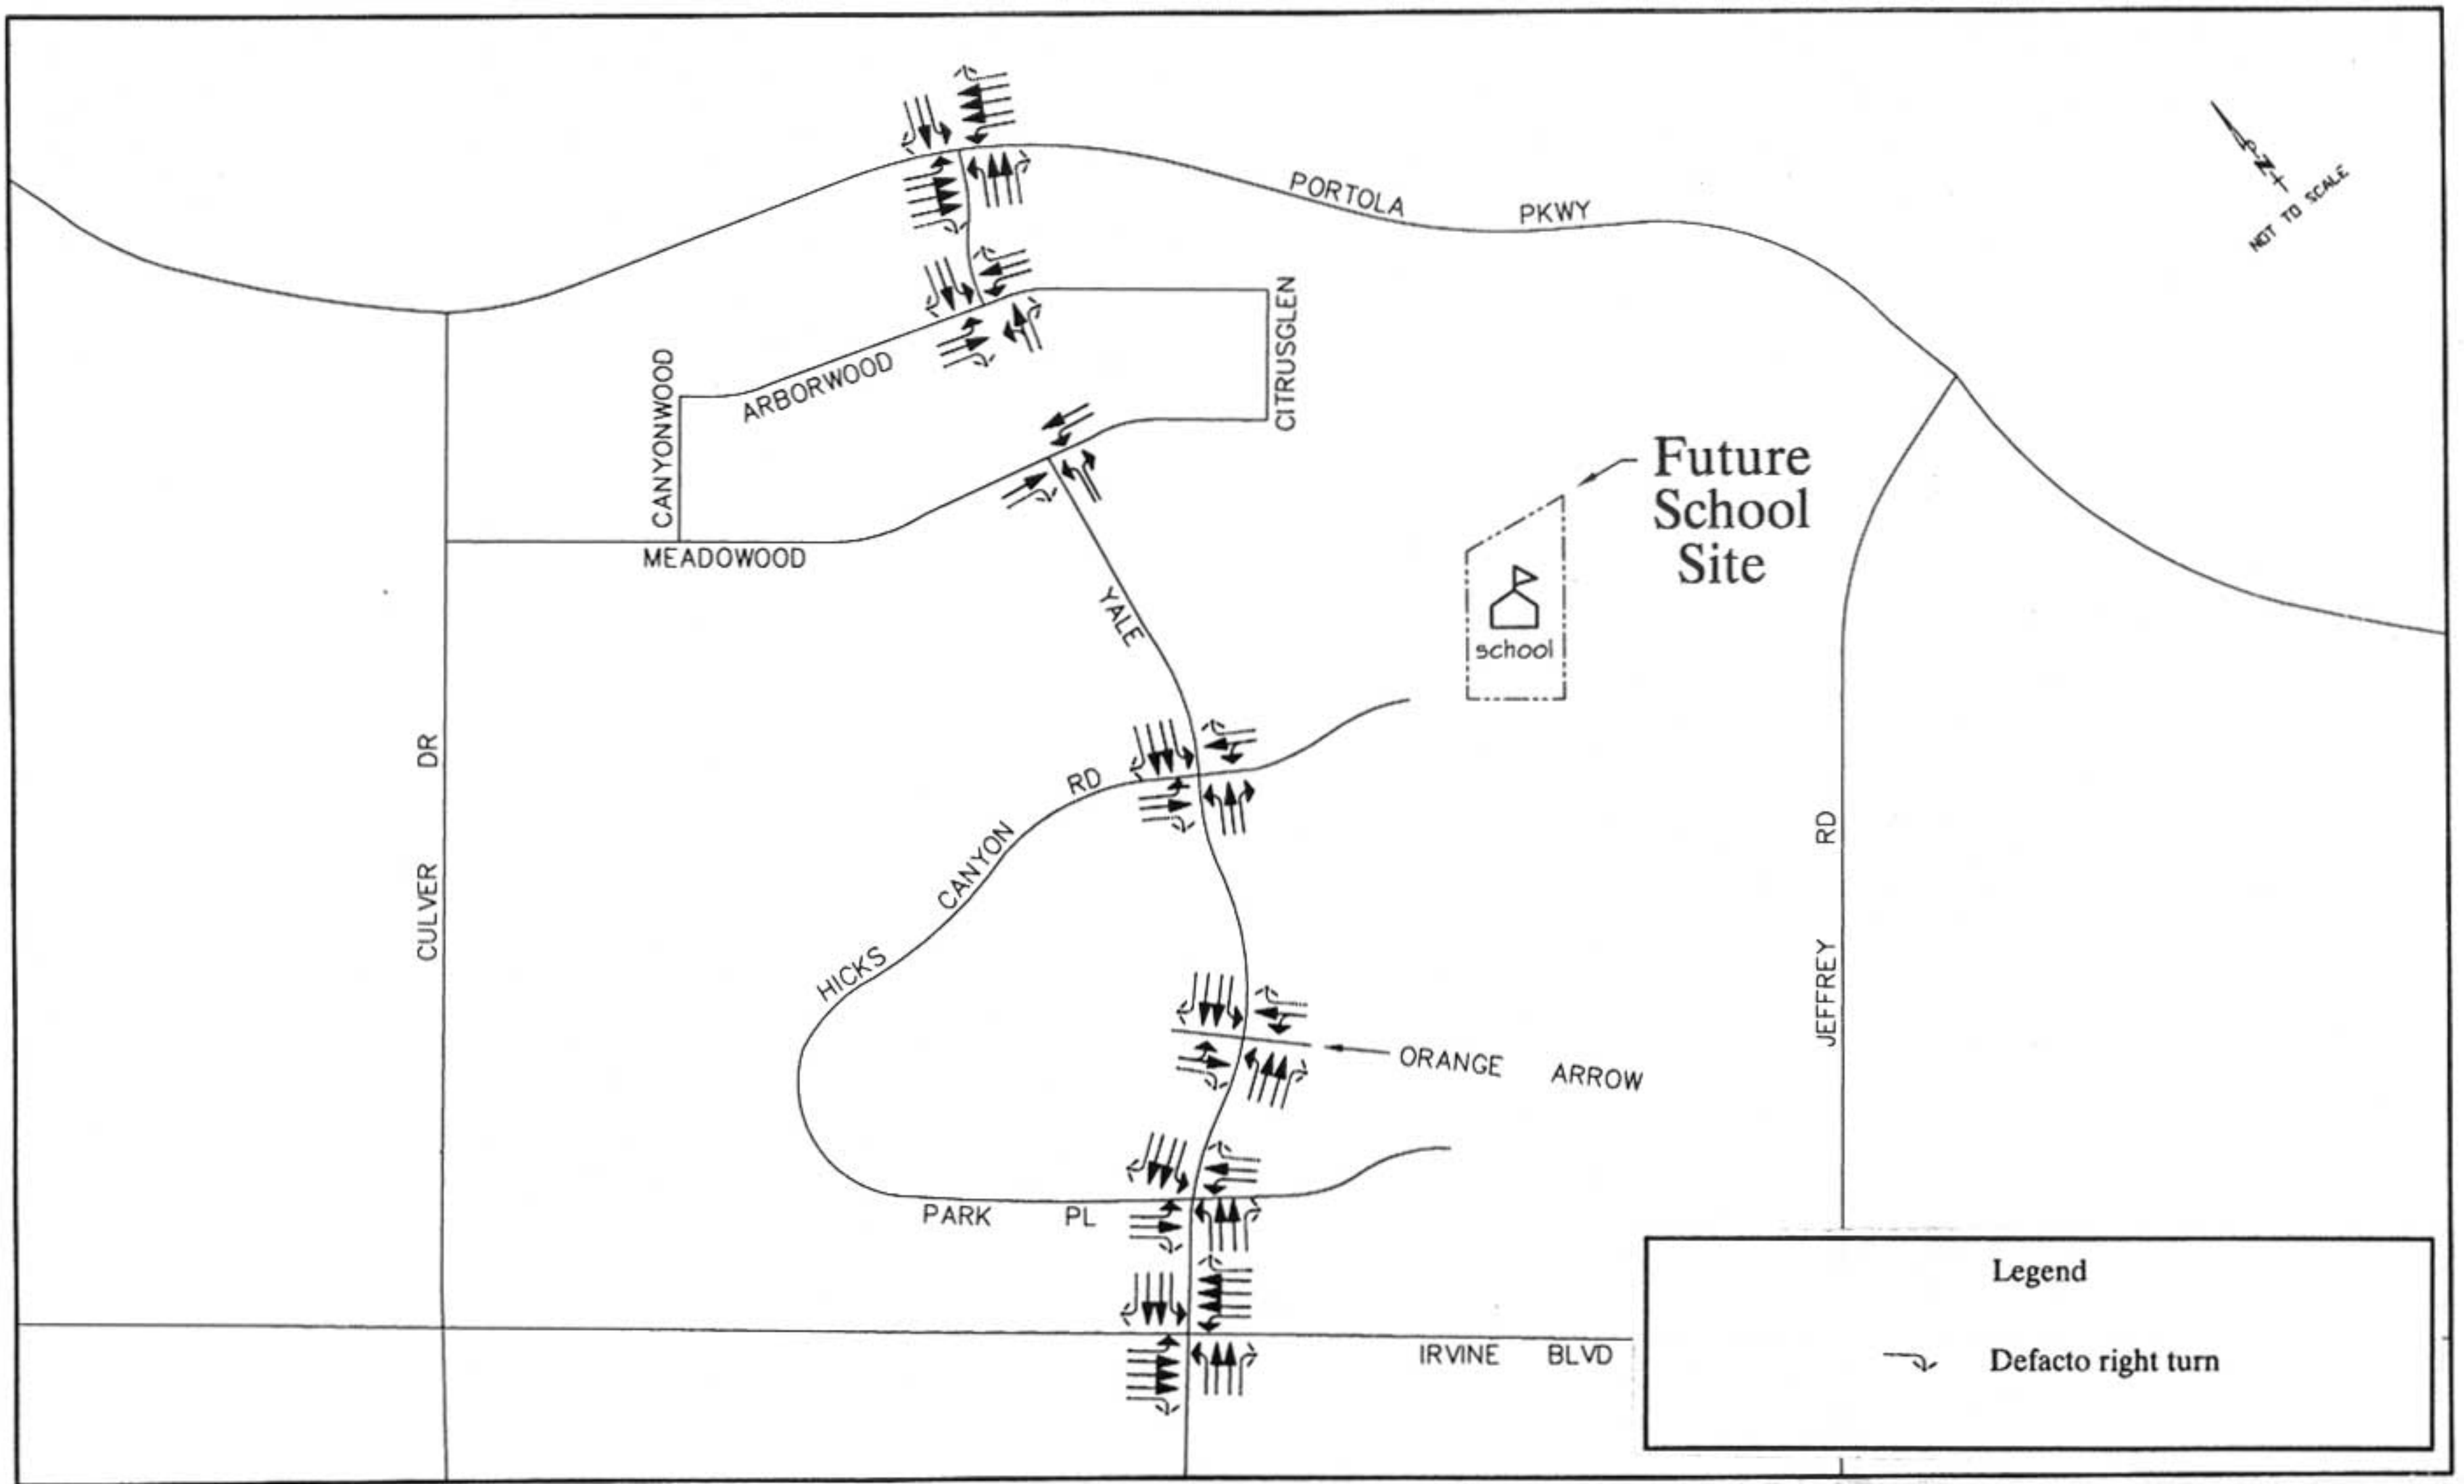 PORTOLA PKWY
N
NOT TO SCALE
CITRUSGLEN
CANYONWOOD
ARBORWOOD
Future
School
Site
MEADOWOOD
YALE
school
CULVER DR
HICKS CANYON RD
JEFFREY RD
ORANGE ARROW
PARK PL
IRVINE BLVD
Legend
Defacto right turn